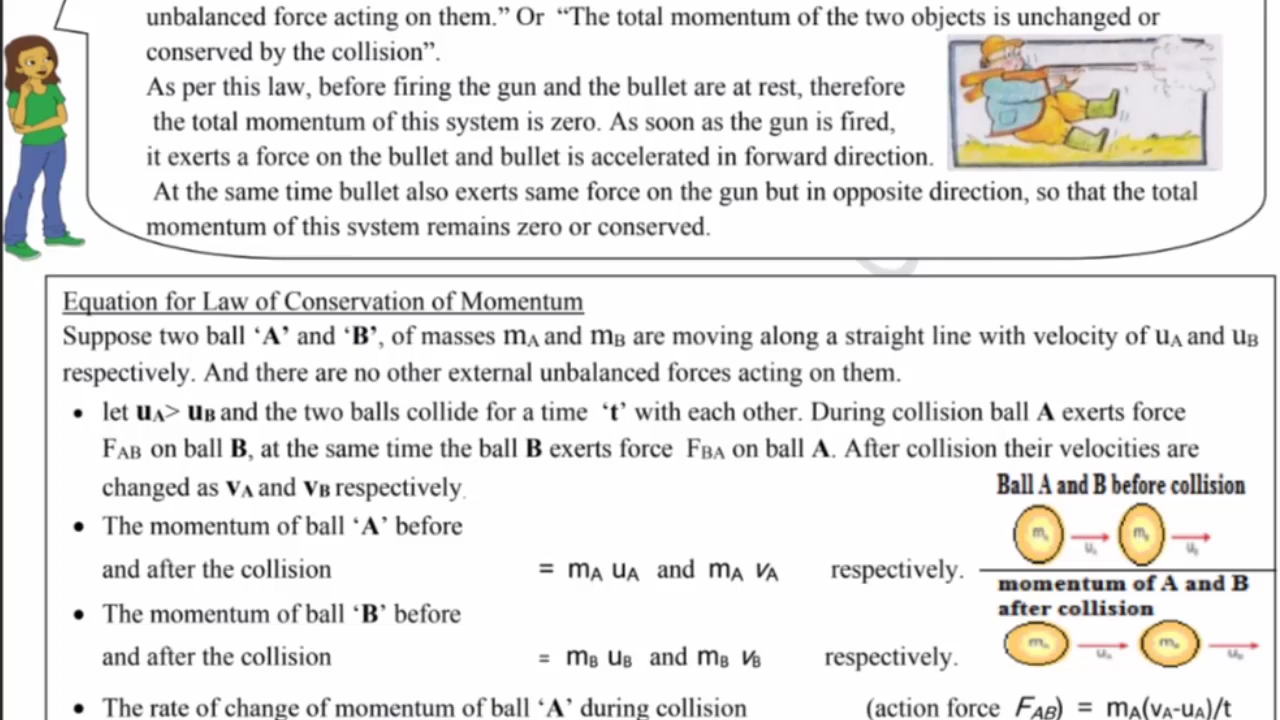 unbalanced force acting on them.” Or “The total momentum of the two objects is unchanged or
conserved by the collision”.
As per this law, before firing the gun and the bullet are at rest, therefore
the total momentum of this system is zero. As soon as the gun is fired,
it exerts a force on the bullet and bullet is accelerated in forward direction.
At the same time bullet also exerts same force on the gun but in opposite direction, so that the total
momentum of this system remains zero or conserved.
Equation for Law of Conservation of Momentum
Suppose two ball ‘A’ and ‘B’, of masses mA and mB are moving along a straight line with velocity of uA and uB
respectively. And there are no other external unbalanced forces acting on them.
• let uA> uB and the two balls collide for a time ‘t’ with each other. During collision ball A exerts force
FAB on ball B, at the same time the ball B exerts force FBA on ball A. After collision their velocities are
changed as vA and vB respectively.
• The momentum of ball ‘A’ before
and after the collision = mA uA and mA vA respectively.
• The momentum of ball ‘B’ before
and after the collision = mB uB and mB vB respectively.
• The rate of change of momentum of ball ‘A’ during collision (action force FAB) = mA(vA-uA)/t
Ball A and B before collision
momentum of A and B
after collision